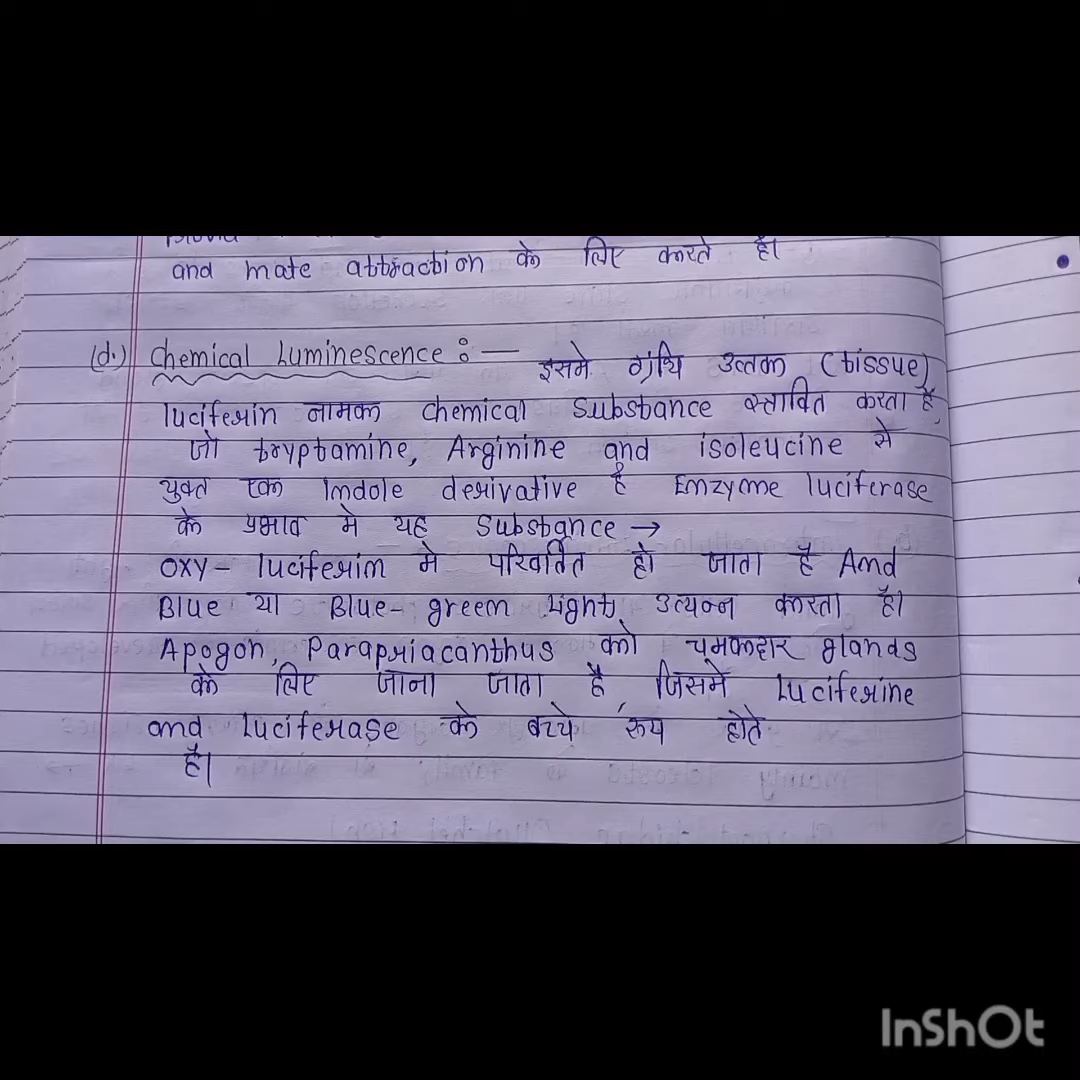 and mate attraction के लिए करते हैं।
(d.) Chemical Luminescence :— इसमे ग्रंथि उत्तक (tissue)
luciferin नामक chemical substance स्त्रावित करता है,
जो tryptamine, Arginine and isoleucine से
युक्त एक Indole derivative है Enzyme luciferase
के प्रभाव मे यह substance →
oxy- luciferin मे परिवर्तित हो जाता है And
Blue या Blue- green Light उत्पन्न करता है।
Apogon, Parapriacanthus को चमकदार glands
के लिए जाना जाता है जिसमें Luciferine
and Luciferase के कच्चे रूप होते
है।
InShOt